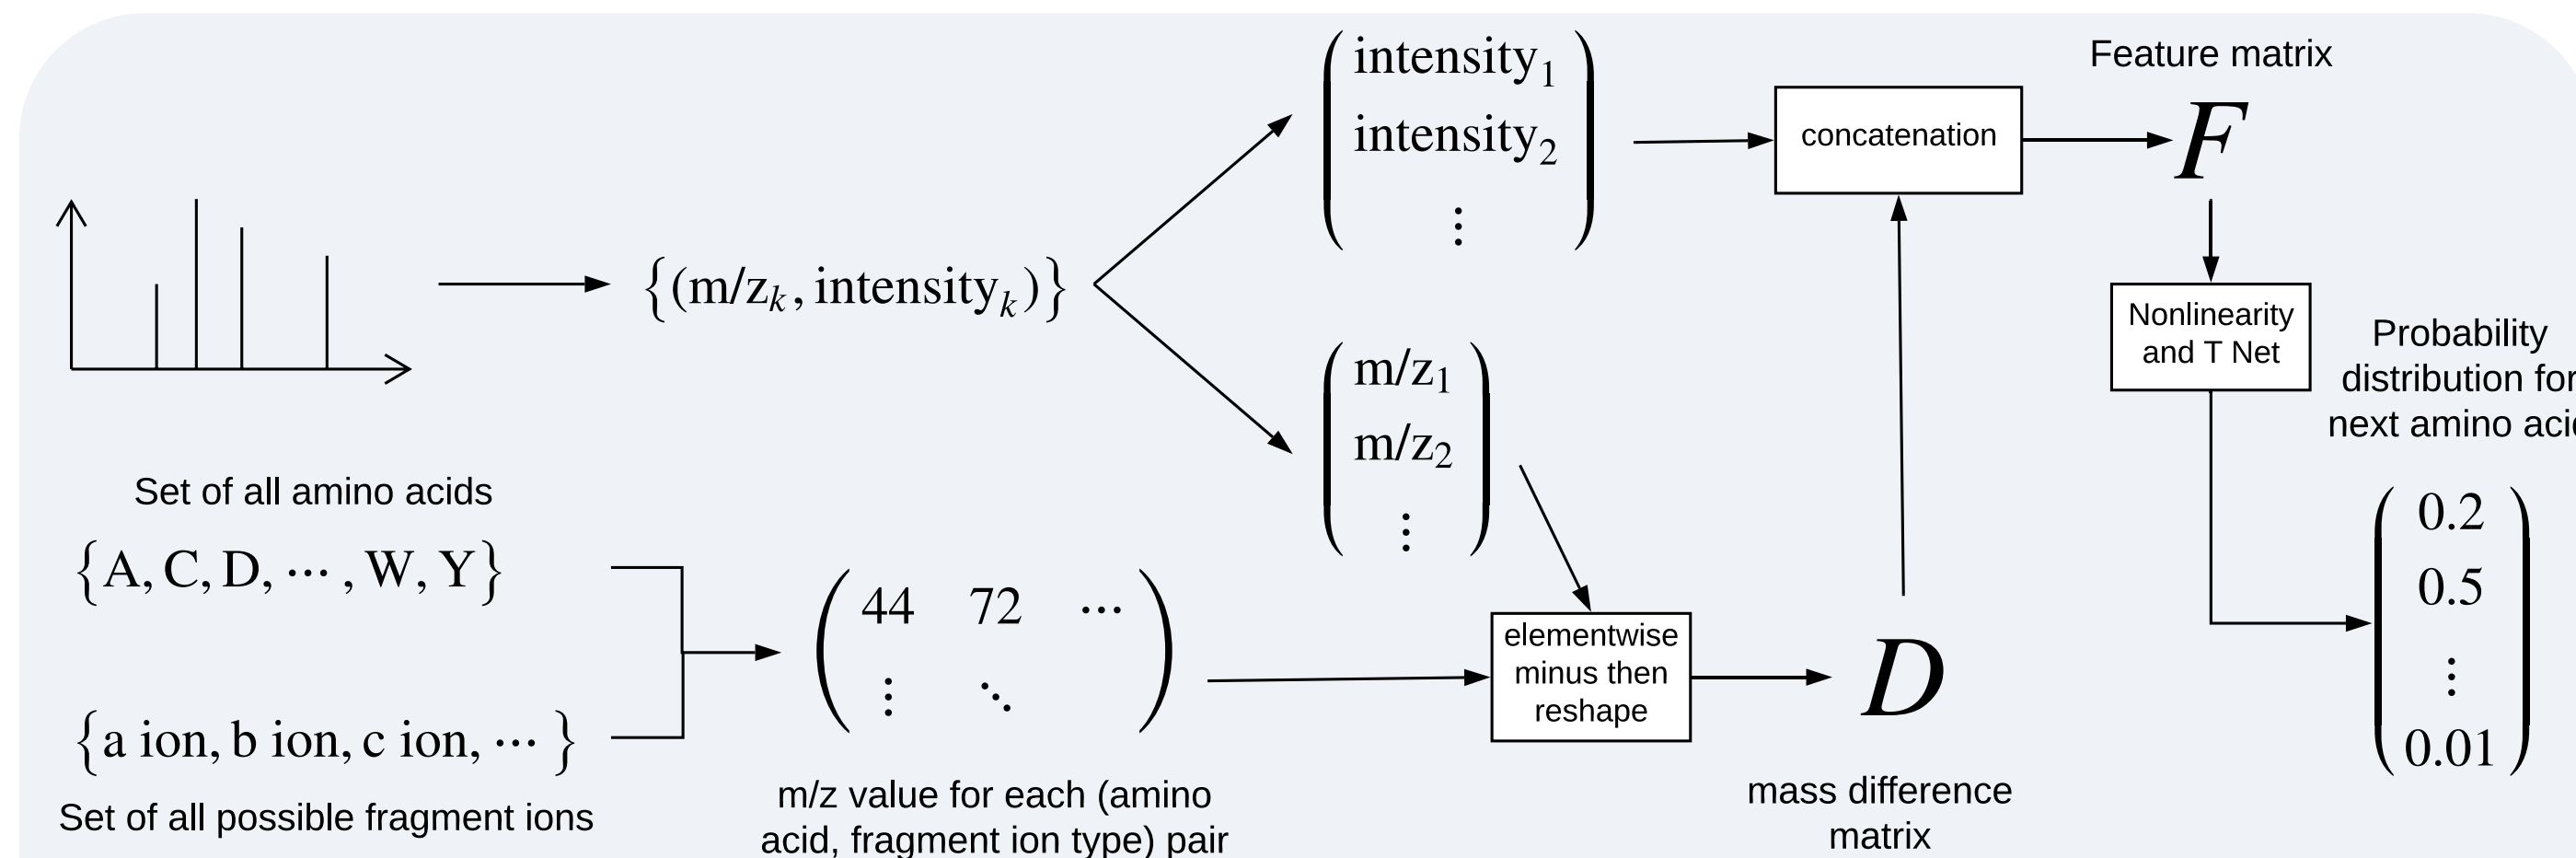 Feature matrix
intensity₁
intensity₂
⋮
concatenation
F
{(m/zₖ, intensityₖ)}
Nonlinearity
and T Net
Probability
distribution for
next amino
m/z₁
m/z₂
⋮
Set of all amino acids
{A, C, D, ⋯ , W, Y}
{a ion, b ion, c ion, ⋯ }
Set of all possible fragment ions
44 72 ⋯
⋮ ⋱
m/z value for each (amino
acid, fragment ion type) pair
elementwise
minus then
reshape
D
mass difference
matrix
0.2
0.5
⋮
0.01